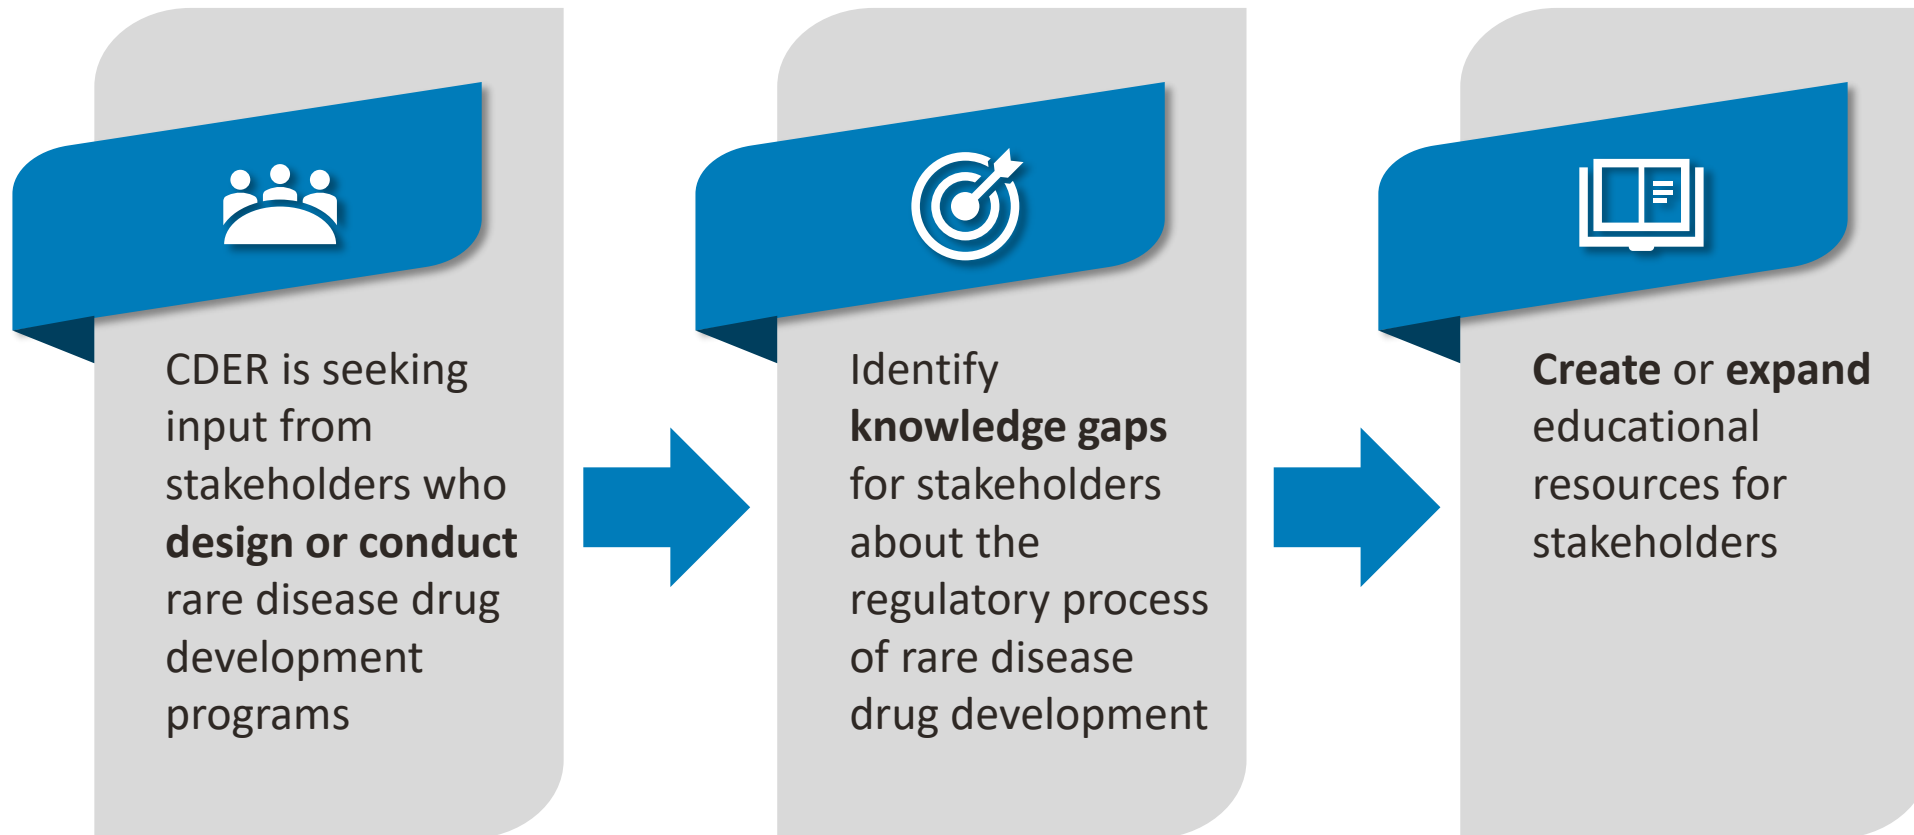 CDER is seeking
input from
stakeholders who
design or conduct
rare disease drug
development
programs
Identify
knowledge gaps
for stakeholders
about the
regulatory process
of rare disease
drug development
Create or expand
educational
resources for
stakeholders